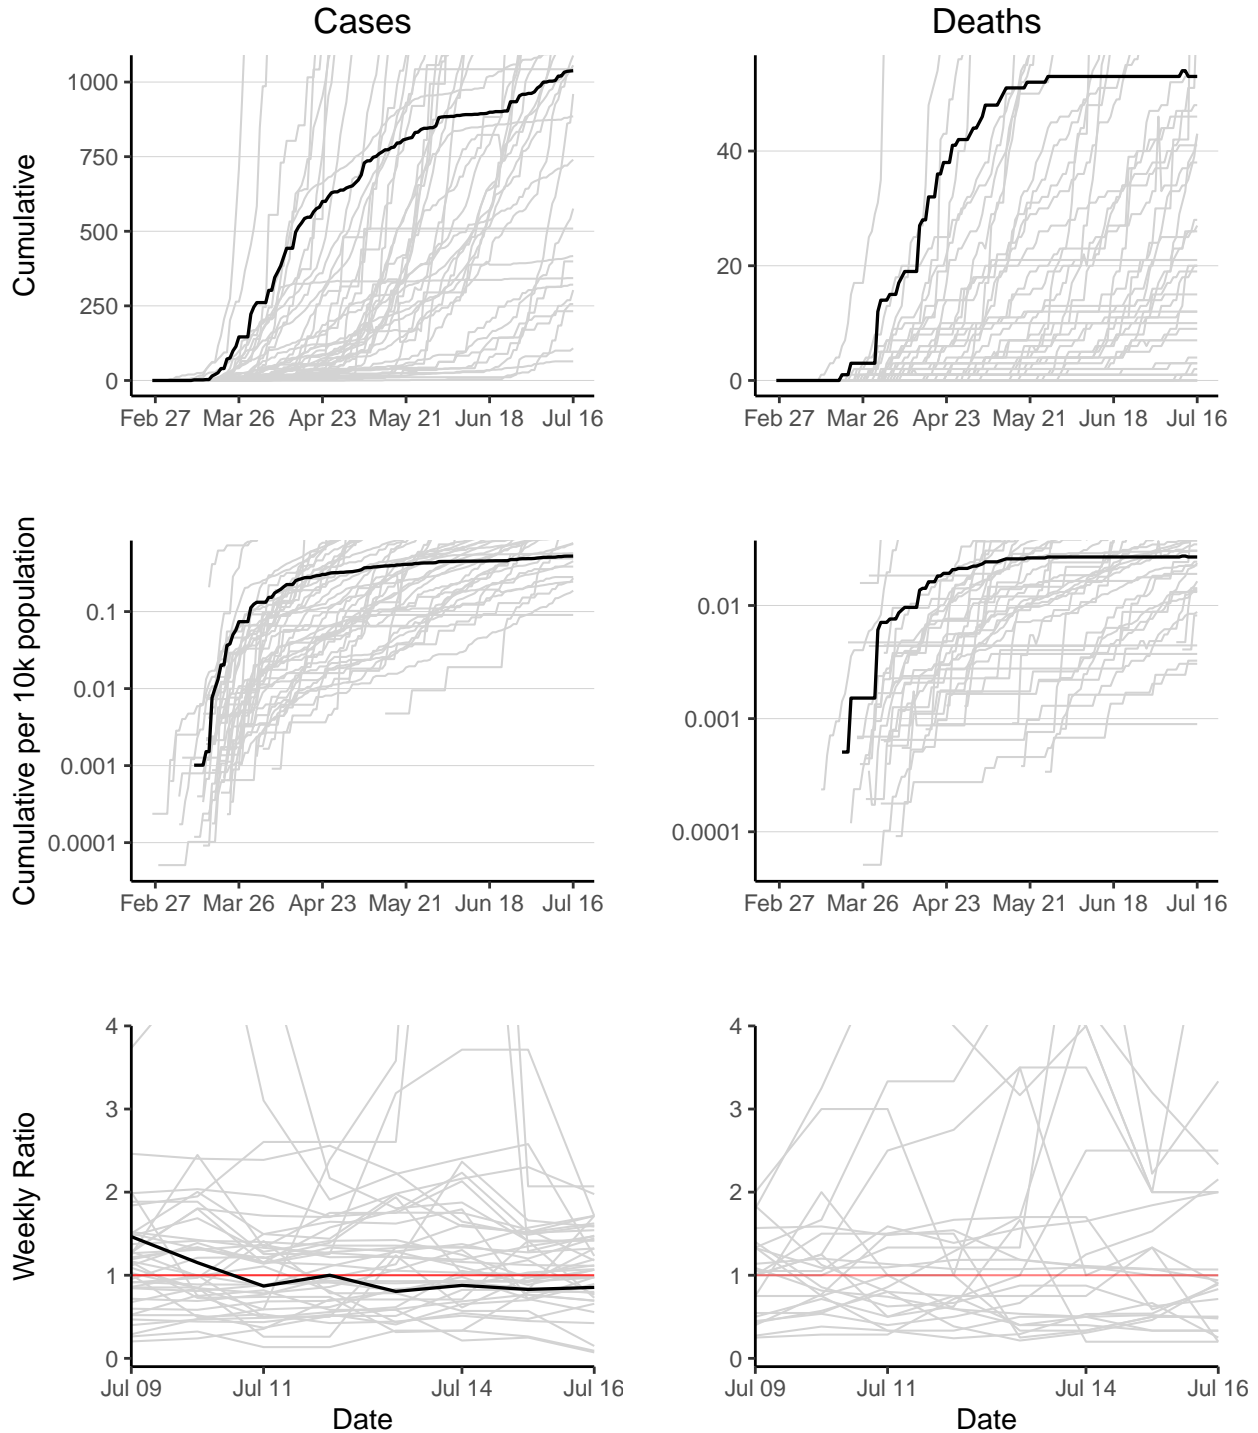 Cases
Deaths
Cumulative
1000
750
500
250
0
Feb 27 Mar 26 Apr 23 May 21 Jun 18 Jul 16
40
20
0
Feb 27 Mar 26 Apr 23 May 21 Jun 18 Jul 16
Cumulative per 10k population
0.1
0.01
0.001
0.0001
Feb 27 Mar 26 Apr 23 May 21 Jun 18 Jul 16
0.01
0.001
0.0001
Feb 27 Mar 26 Apr 23 May 21 Jun 18 Jul 16
Weekly Ratio
4
3
2
1
0
Jul 09 Jul 11 Jul 14 Jul 16
Date
4
3
2
1
0
Jul 09 Jul 11 Jul 14 Jul 16
Date